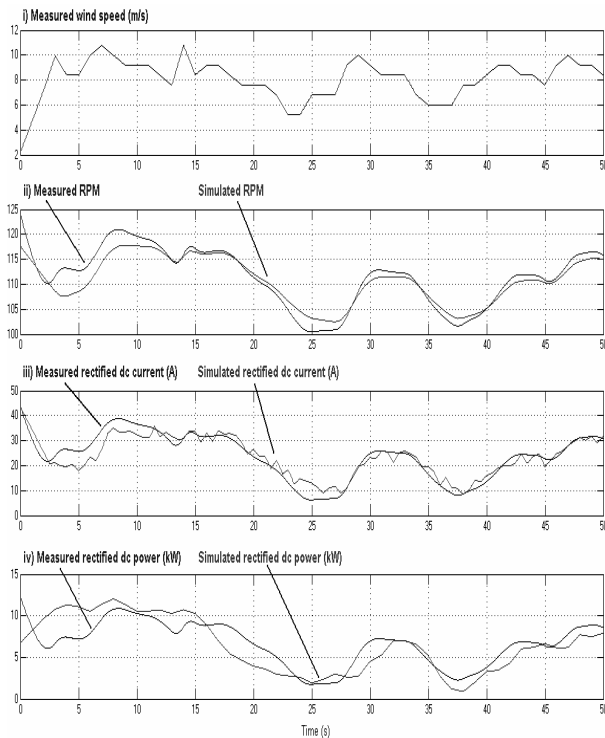 i) Measured wind speed (m/s)
12
10
8
6
4
2
0 5 10 15 20 25 30 35 40 45 50
ii) Measured RPM Simulated RPM
125
120
115
110
105
100
0 5 10 15 20 25 30 35 40 45 50
iii) Measured rectified dc current (A) Simulated rectified dc current (A)
50
40
30
20
10
0
0 5 10 15 20 25 30 35 40 45 50
iv) Measured rectified dc power (kW) Simulated rectified dc power (kW)
15
10
5
0
0 5 10 15 20 25 30 35 40 45 50
Time (s)